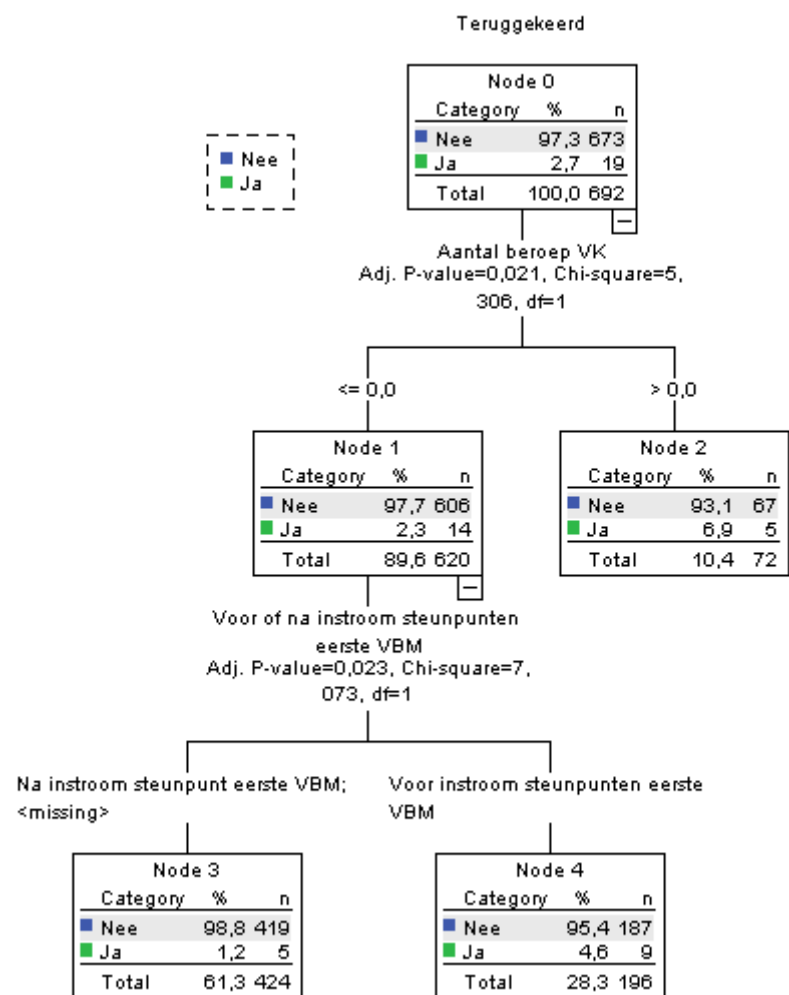 Teruggekeerd
Nee
Ja
Node 0
Category % n
Nee 97,3 673
Ja 2,7 19
Total 100,0 692
Aantal beroep VK
Adj. P-value=0,021, Chi-square=5,
306, df=1
<= 0,0
> 0,0
Node 1
Category % n
Nee 97,7 606
Ja 2,3 14
Total 89,6 620
Node 2
Category % n
Nee 93,1 67
Ja 6,9 5
Total 10,4 72
Voor of na instroom steunpunten
eerste VBM
Adj. P-value=0,023, Chi-square=7,
073, df=1
Na instroom steunpunt eerste VBM;
<missing>
Voor instroom steunpunten eerste
VBM
Node 3
Category % n
Nee 98,8 419
Ja 1,2 5
Total 61,3 424
Node 4
Category % n
Nee 95,4 187
Ja 4,6 9
Total 28,3 196